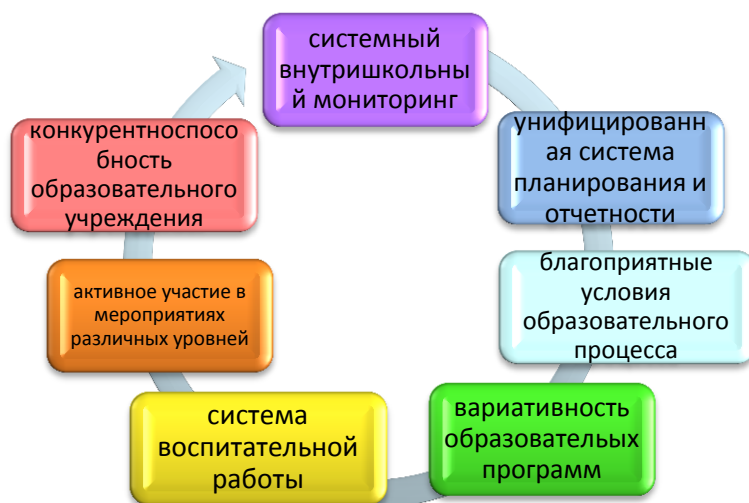 системный
внутришкольны
й мониторинг
унифицированн
ая система
планирования и
отчетности
благоприятные
условия
образовательного
процесса
вариативность
образователых
программ
система
воспитательной
работы
активное участие в
мероприятиях
различных уровней
конкурентноспосо
бность
образовательного
учреждения